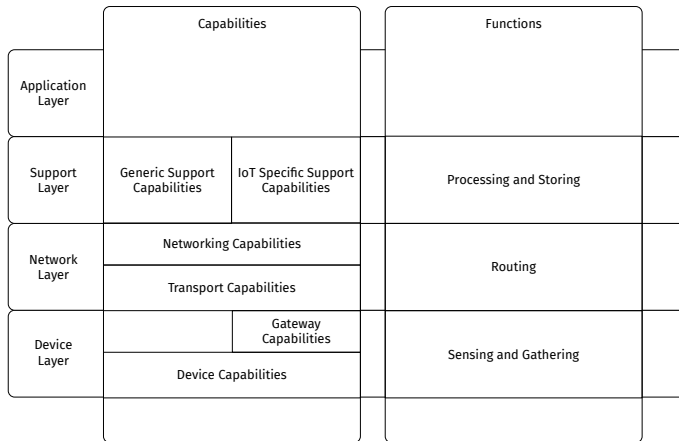 Capabilities
Functions
Application
Layer
Support
Layer
Generic Support
Capabilities
IoT Specific Support
Capabilities
Processing and Storing
Network
Layer
Networking Capabilities
Transport Capabilities
Routing
Device
Layer
Gateway
Capabilities
Device Capabilities
Sensing and Gathering